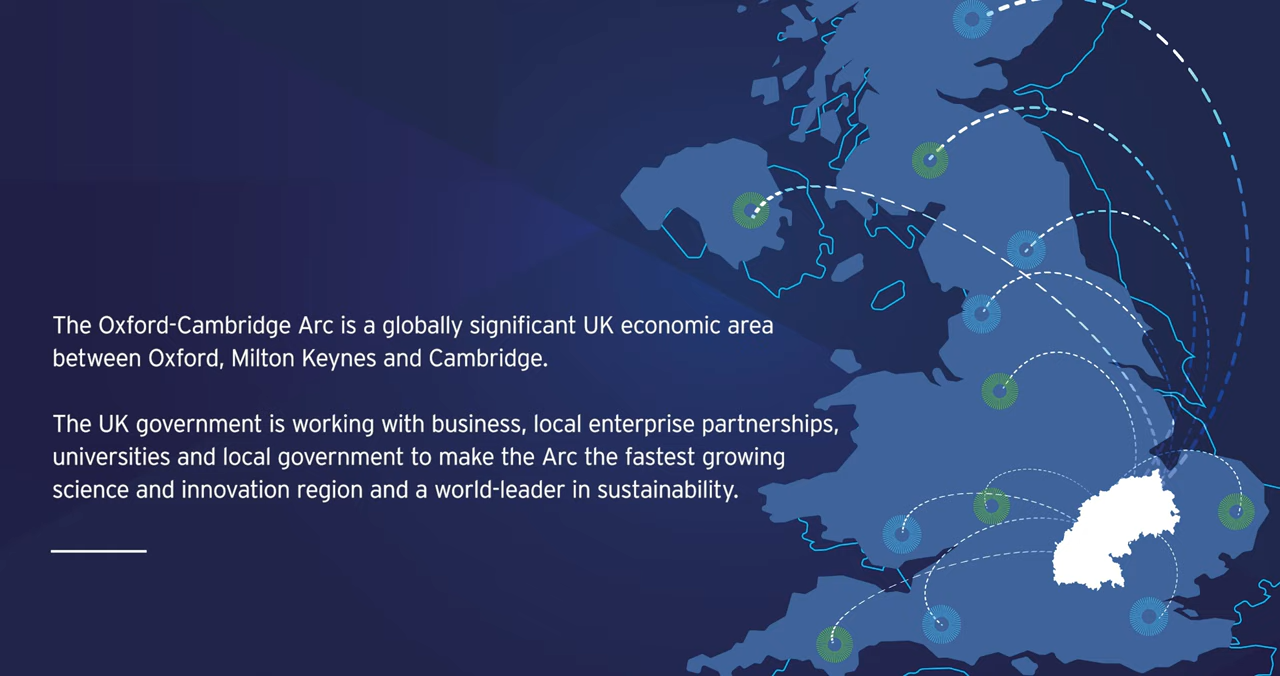 The Oxford-Cambridge Arc is a globally significant UK economic area
between Oxford, Milton Keynes and Cambridge.
The UK government is working with business, local enterprise partnerships,
universities and local government to make the Arc the fastest growing
science and innovation region and a world-leader in sustainability.